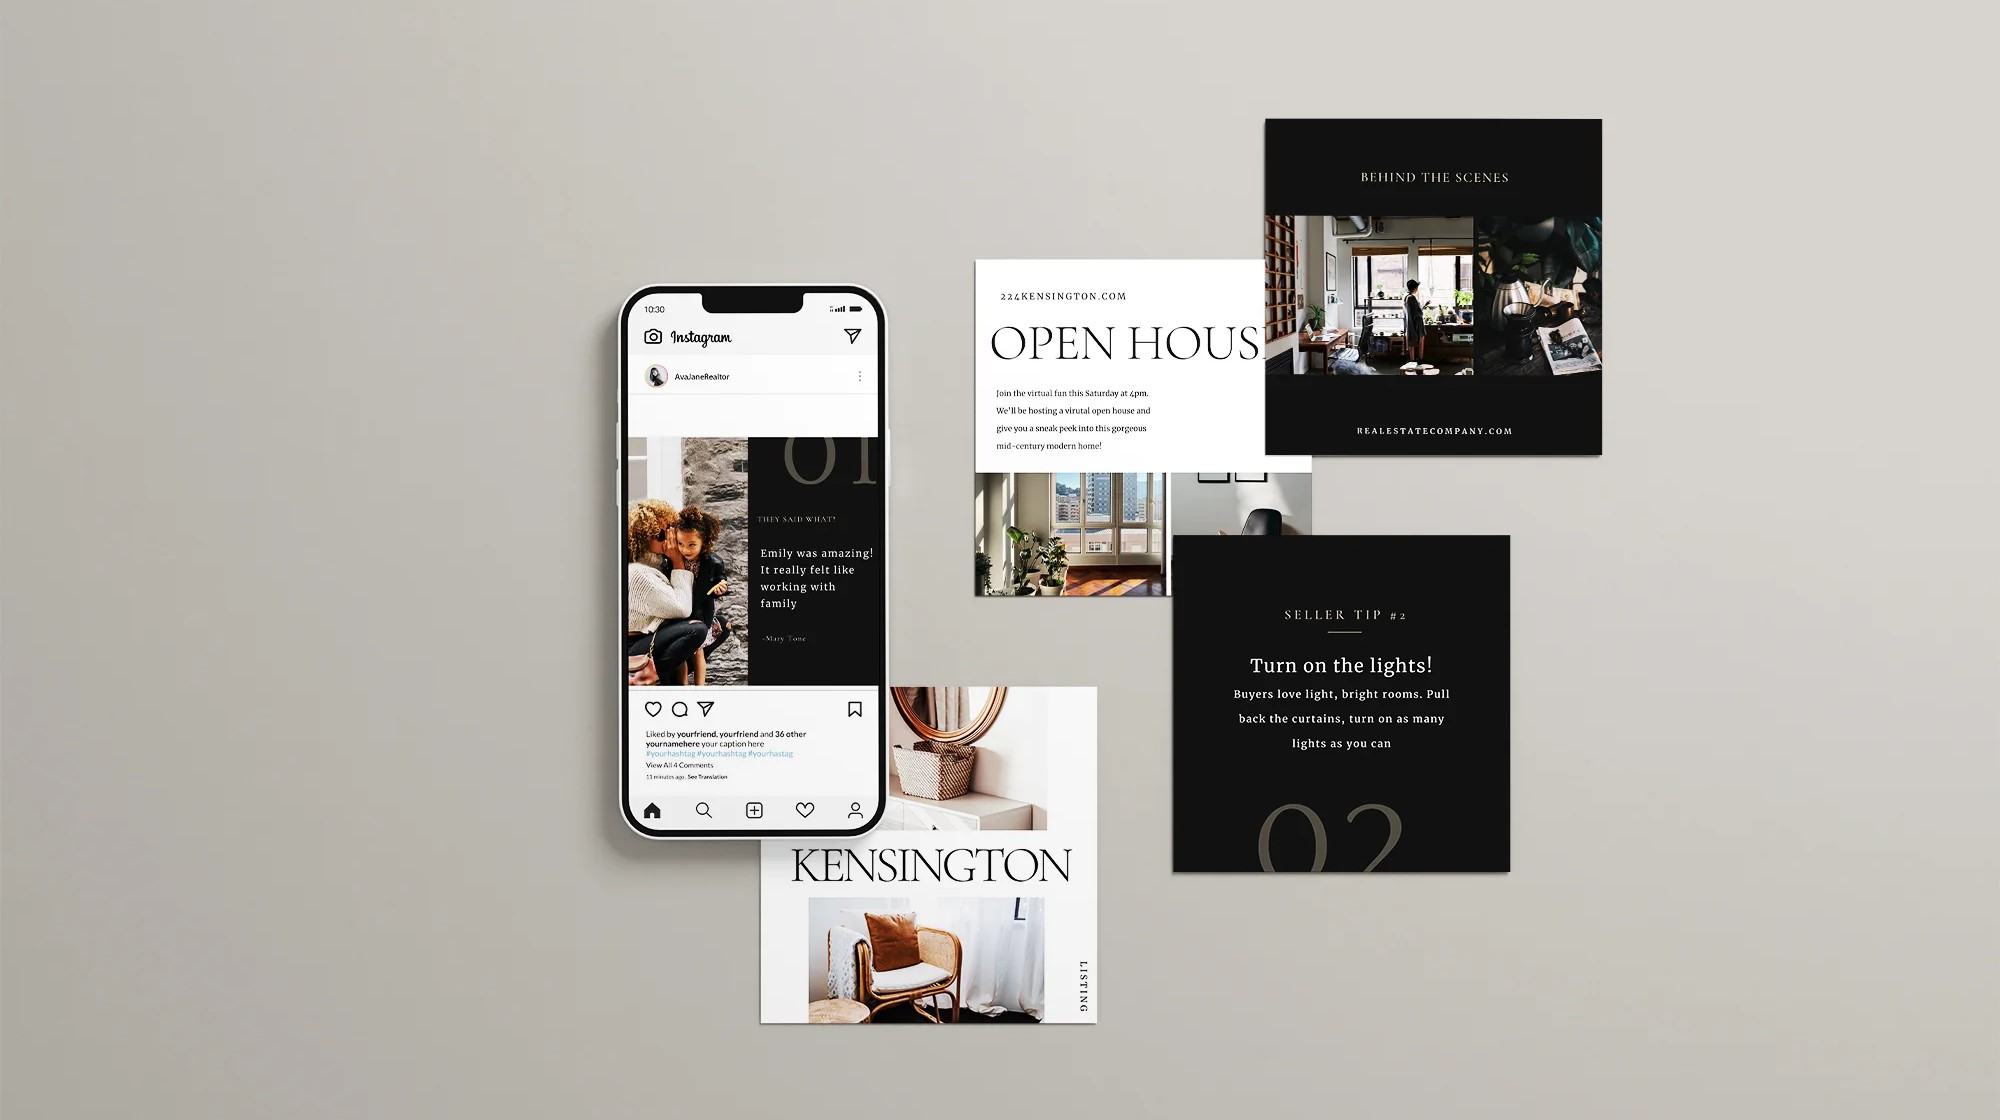 10:30
Instagram
AvaJaneRealtor
01
THEY SAID WHAT?
Emily was amazing!
It really felt like
working with
family
-Mary Tone
Liked by yourfriend, yourfriend and 36 other
yournamehere your caption here
#yourhashtag #yourhashtag #yourhastag
View All 4 Comments
11 minutes ago. See Translation
KENSINGTON
LISTING
224KENSINGTON.COM
OPEN HOUS
Join the virtual fun this Saturday at 4pm.
We'll be hosting a virutal open house and
give you a sneak peek into this gorgeous
mid-century modern home!
BEHIND THE SCENES
REALESTATECOMPANY.COM
SELLER TIP #2
Turn on the lights!
Buyers love light, bright rooms. Pull
back the curtains, turn on as many
lights as you can
02